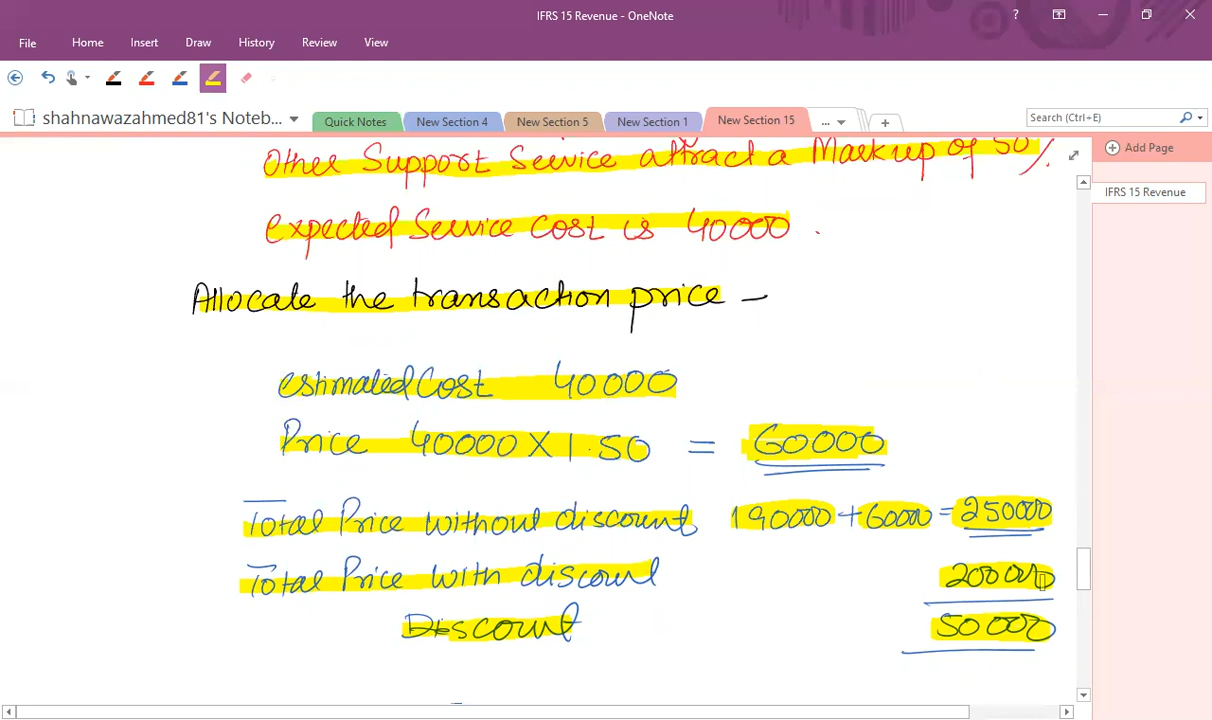 IFRS 15 Revenue - OneNote
?
File Home Insert Draw History Review View
shahnawazahmed81's Noteb... Quick Notes New Section 4 New Section 5 New Section 1 New Section 15 ... Search (Ctrl+E)
Add Page
IFRS 15 Revenue
Other Support Service attract a Markup of 50%.
expected Service cost is 40000.
Allocate the transaction price –
estimated Cost 40000
Price 40000 X 1.50 = 60000
Total Price without discount 190000 + 60000 = 250000
Total Price with discount 200000
Discount 50000